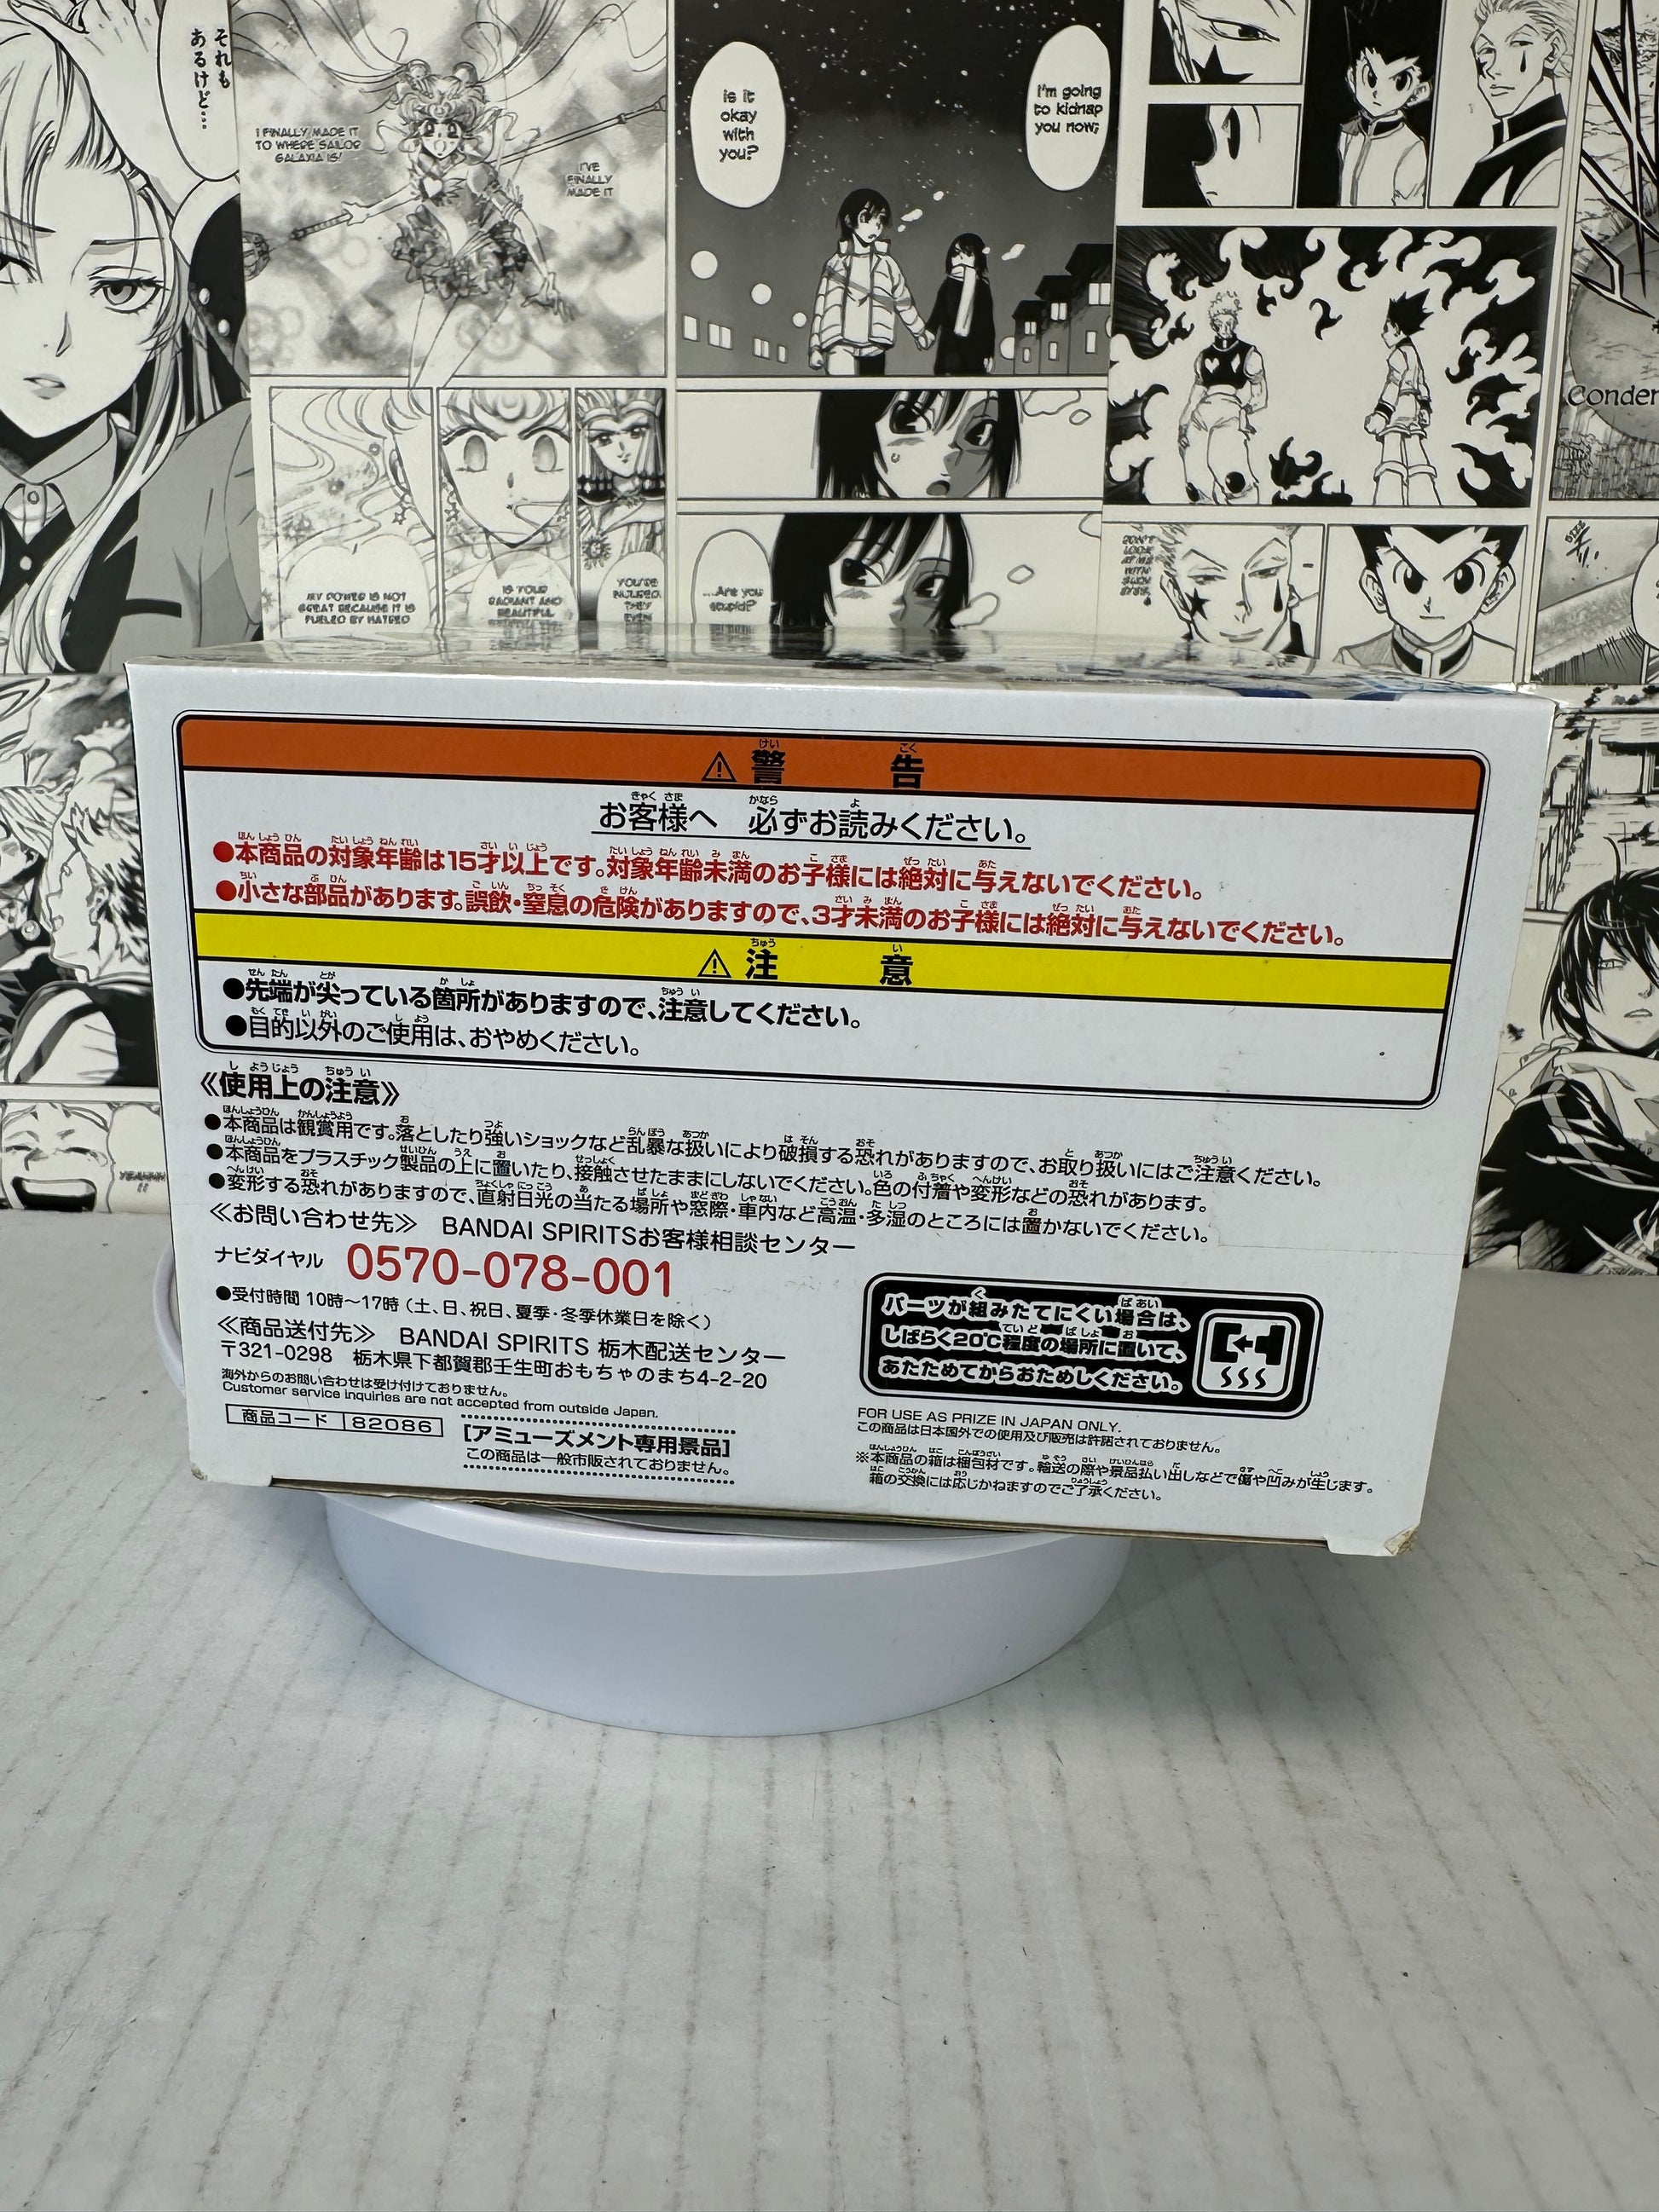 それも
あるけど…
I FINALLY MADE IT
TO WHERE SAILOR
GALAXIA IS!
I'VE
FINALLY
MADE IT
is it
okay
with
you?
I'm going
to kidnap
you now;
Conden
MY POWER IS NOT
GREAT BECAUSE IT IS
FUELED BY HATRED
IS YOUR
RADIANT AND
BEAUTIFUL
YOU'RE
INJURED.
THEY
EVEN
...Are you
stupid?
DON'T
LOOK
AT ME
WITH
SUCH
EYES.
YEAHHH
!!
⚠警告
お客様へ 必ずお読みください。
●本商品の対象年齢は15才以上です。対象年齢未満のお子様には絶対に与えないでください。
●小さな部品があります。誤飲・窒息の危険がありますので、3才未満のお子様には絶対に与えないでください。
⚠注意
●先端が尖っている箇所がありますので、注意してください。
●目的以外のご使用は、おやめください。
《使用上の注意》
●本商品は観賞用です。落としたり強いショックなど乱暴な扱いにより破損する恐れがありますので、お取り扱いにはご注意ください。
●本商品をプラスチック製品の上に置いたり、接触させたままにしないでください。色の付着や変形などの恐れがあります。
●変形する恐れがありますので、直射日光の当たる場所や窓際・車内など高温・多湿のところには置かないでください。
≪お問い合わせ先≫ BANDAI SPIRITSお客様相談センター
ナビダイヤル 0570-078-001
●受付時間 10時～17時（土、日、祝日、夏季・冬季休業日を除く）
≪商品送付先≫ BANDAI SPIRITS 栃木配送センター
〒321-0298 栃木県下都賀郡壬生町おもちゃのまち4-2-20
海外からのお問い合わせは受け付けておりません。
Customer service inquiries are not accepted from outside Japan.
商品コード 82086
[アミューズメント専用景品]
この商品は一般市販されておりません。
パーツが組みたてにくい場合は、
しばらく20℃程度の場所に置いて、
あたためてからおためしください。
FOR USE AS PRIZE IN JAPAN ONLY.
この商品は日本国外での使用及び販売は許諾されておりません。
※本商品の箱は梱包材です。輸送の際や景品払い出しなどで傷や凹みが生じます。
箱の交換には応じかねますのでご了承ください。